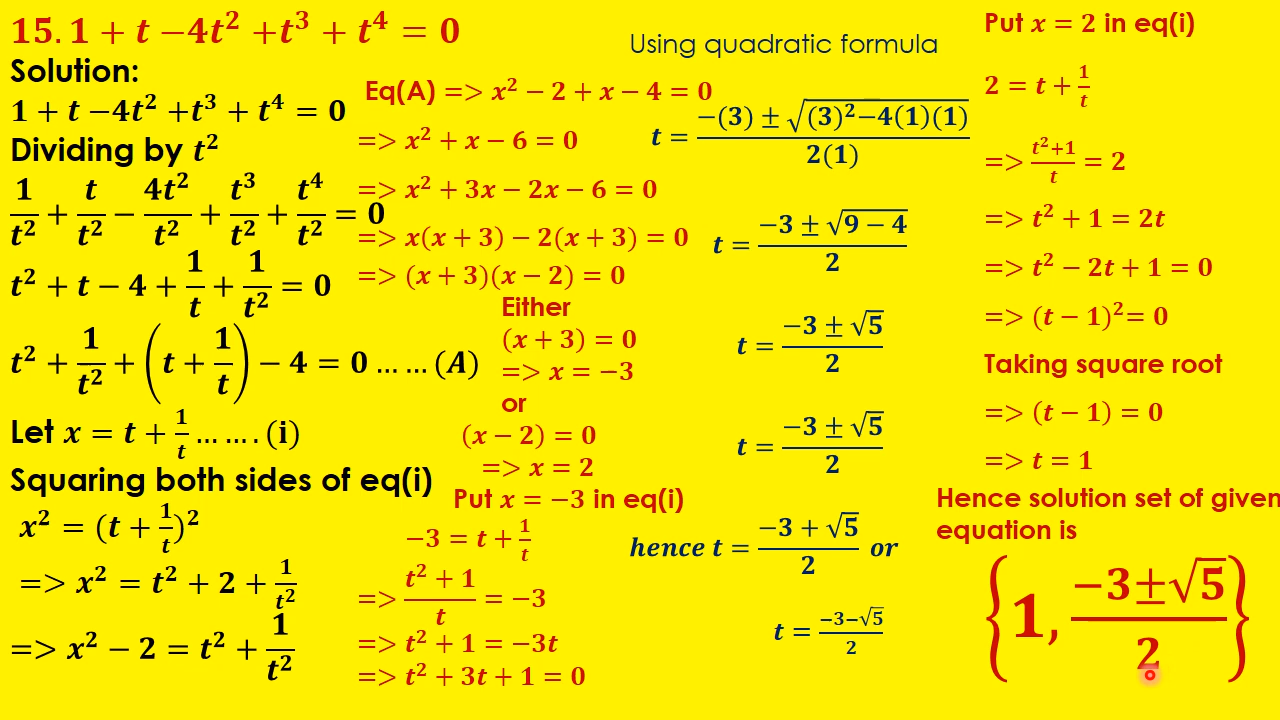 15. 1 + t −4t² +t³ + t⁴ = 0
Solution:
1 + t −4t² +t³ + t⁴ = 0
Dividing by t²
1/t² + t/t² − 4t²/t² + t³/t² + t⁴/t² = 0
t² + t − 4 + 1/t + 1/t² = 0
t² + 1/t² + (t + 1/t) − 4 = 0 … … (A)
Let x = t + 1/t … … . (i)
Squaring both sides of eq(i)
x² = (t + 1/t)²
=> x² = t² + 2 + 1/t²
=> x² − 2 = t² + 1/t²
Eq(A) => x² − 2 + x − 4 = 0
=> x² + x − 6 = 0
=> x² + 3x − 2x − 6 = 0
=> x(x + 3) − 2(x + 3) = 0
=> (x + 3)(x − 2) = 0
Either
(x + 3) = 0
=> x = −3
or
(x − 2) = 0
=> x = 2
Put x = −3 in eq(i)
−3 = t + 1/t
=> (t² + 1)/t = −3
=> t² + 1 = −3t
=> t² + 3t + 1 = 0
Using quadratic formula
t = (−(3) ± √((3)²−4(1)(1)))/2(1)
t = (−3 ± √(9 − 4))/2
t = (−3 ± √5)/2
t = (−3 ± √5)/2
hence t = (−3 + √5)/2 or
t = (−3−√5)/2
Put x = 2 in eq(i)
2 = t + 1/t
=> (t²+1)/t = 2
=> t² + 1 = 2t
=> t² − 2t + 1 = 0
=> (t − 1)²= 0
Taking square root
=> (t − 1) = 0
=> t = 1
Hence solution set of given
equation is
{1, (−3±√5)/2}